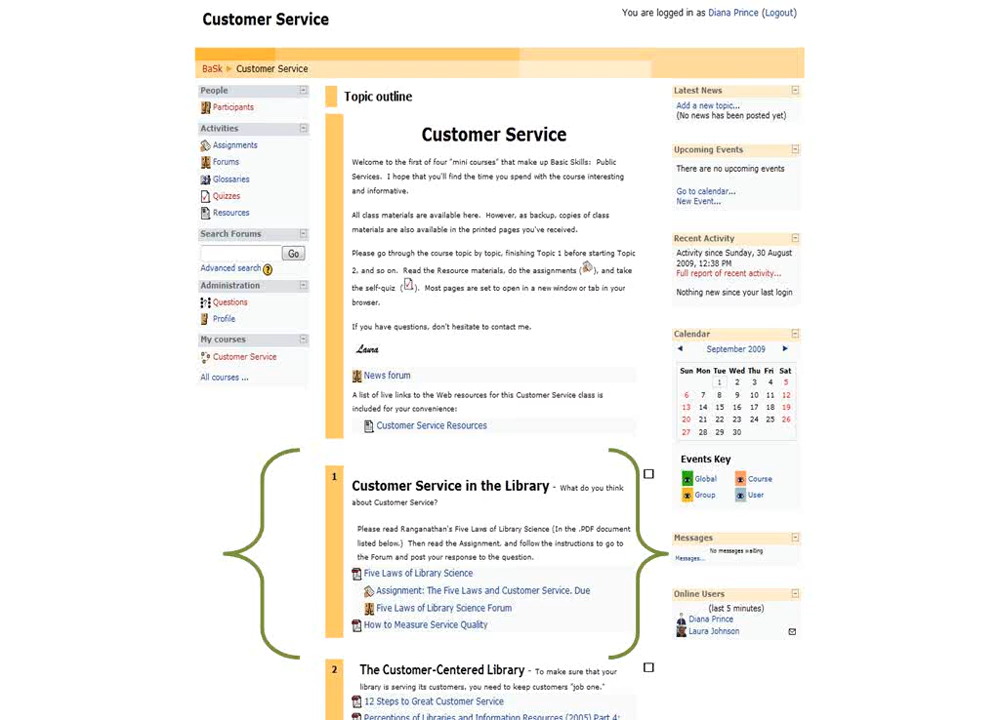 Customer Service
You are logged in as Diana Prince (Logout)
BaSk ► Customer Service
People
Participants
Activities
Assignments
Forums
Glossaries
Quizzes
Resources
Search Forums
Go
Advanced search ?
Administration
Questions
Profile
My courses
Customer Service
All courses ...
Topic outline
Customer Service
Welcome to the first of four "mini courses" that make up Basic Skills: Public
Services. I hope that you'll find the time you spend with the course interesting
and informative.
All class materials are available here. However, as backup, copies of class
materials are also available in the printed pages you've received.
Please go through the course topic by topic, finishing Topic 1 before starting Topic
2, and so on. Read the Resource materials, do the assignments ( ), and take
the self-quiz ( ). Most pages are set to open in a new window or tab in your
browser.
If you have questions, don't hesitate to contact me.
Laura
News forum
A list of live links to the Web resources for this Customer Service class is
included for your convenience:
Customer Service Resources
1
Customer Service in the Library - What do you think
about Customer Service?
Please read Ranganathan's Five Laws of Library Science (In the .PDF document
listed below.) Then read the Assignment, and follow the instructions to go to
the Forum and post your response to the question.
Five Laws of Library Science
Assignment: The Five Laws and Customer Service. Due
Five Laws of Library Science Forum
How to Measure Service Quality
2
The Customer-Centered Library - To make sure that your
library is serving its customers, you need to keep customers "job one."
12 Steps to Great Customer Service
Perceptions of Libraries and Information Resources (2005) Part 4:
Latest News
Add a new topic...
(No news has been posted yet)
Upcoming Events
There are no upcoming events
Go to calendar...
New Event...
Recent Activity
Activity since Sunday, 30 August
2009, 12:38 PM
Full report of recent activity...
Nothing new since your last login
Calendar
◄ September 2009 ►
Sun Mon Tue Wed Thu Fri Sat
1 2 3 4 5
6 7 8 9 10 11 12
13 14 15 16 17 18 19
20 21 22 23 24 25 26
27 28 29 30
Events Key
Global Course
Group User
Messages
No messages waiting
Messages...
Online Users
(last 5 minutes)
Diana Prince
Laura Johnson